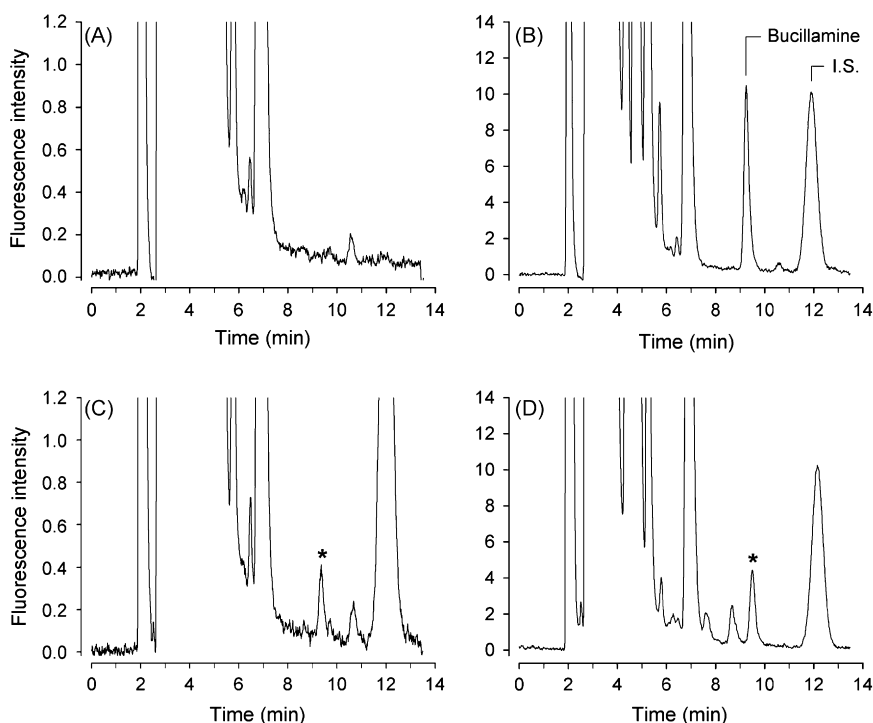 (A)
Fluorescence intensity
1.2
1.0
0.8
0.6
0.4
0.2
0.0
0 2 4 6 8 10 12 14
Time (min)
(B)
Bucillamine
I.S.
14
12
10
8
6
4
2
0
0 2 4 6 8 10 12 14
Time (min)
(C)
Fluorescence intensity
1.2
1.0
0.8
0.6
0.4
0.2
0.0
*
0 2 4 6 8 10 12 14
Time (min)
(D)
14
12
10
8
6
4
2
0
*
0 2 4 6 8 10 12 14
Time (min)